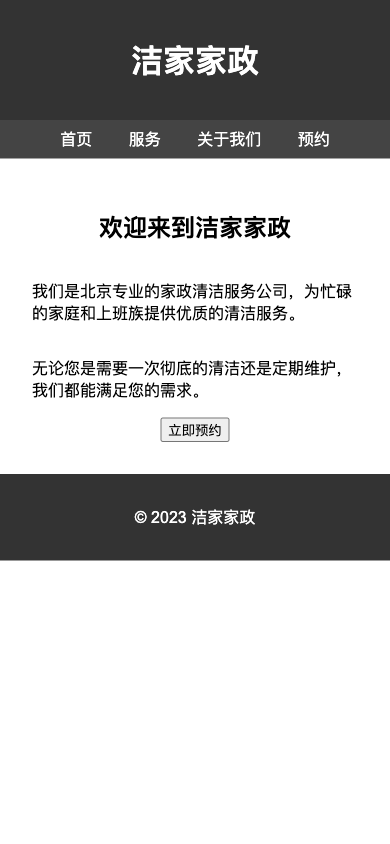 洁家家政
首页 服务 关于我们 预约
欢迎来到洁家家政
我们是北京专业的家政清洁服务公司，为忙碌
的家庭和上班族提供优质的清洁服务。
无论您是需要一次彻底的清洁还是定期维护，
我们都能满足您的需求。
立即预约
© 2023 洁家家政